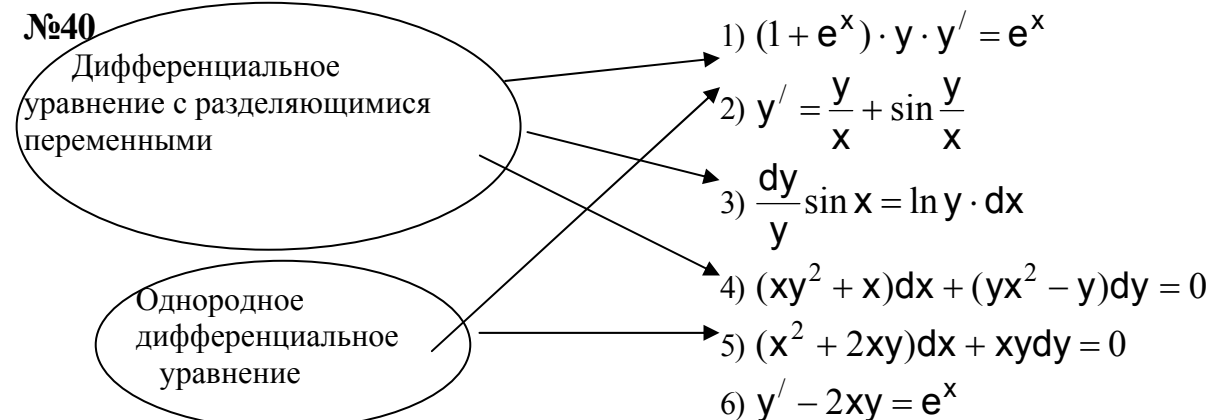 №40
Дифференциальное
уравнение с разделяющимися
переменными
Однородное
дифференциальное
уравнение
1) (1 + eˣ) · y · y′ = eˣ
2) y′ = y/x + sin y/x
3) dy/y sin x = ln y · dx
4) (xy² + x)dx + (yx² − y)dy = 0
5) (x² + 2xy)dx + xydy = 0
6) y′ − 2xy = eˣ